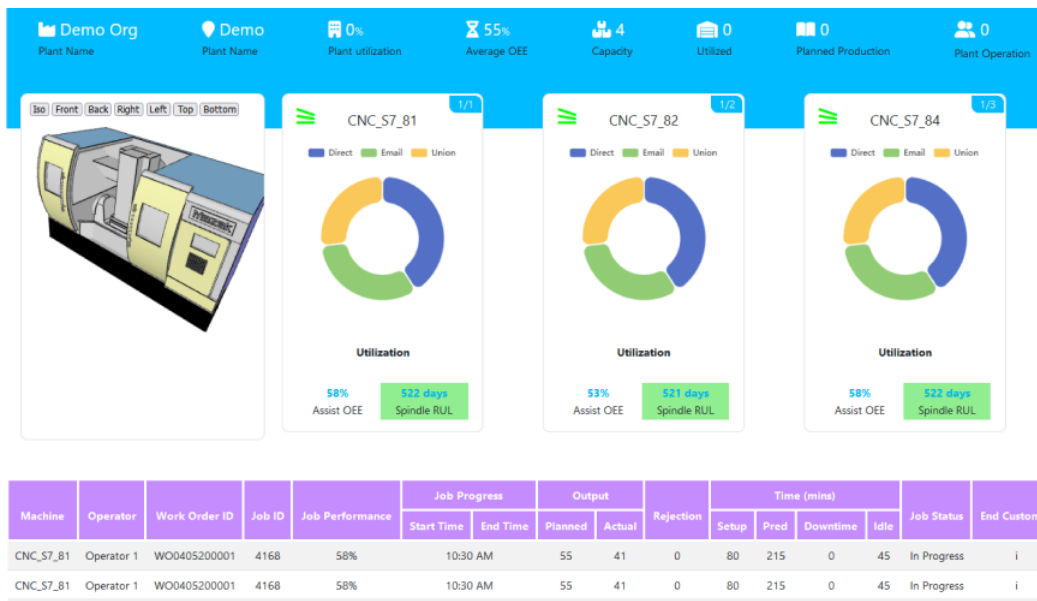 Demo Org
Demo
0%
55%
4
0
0
0
Plant Name
Plant Name
Plant utilization
Average OEE
Capacity
Utilized
Planned Production
Plant Operation
Iso Front Back Right Left Top Bottom
Mazak
1/1
CNC_S7_81
Direct Email Union
Utilization
58%
Assist OEE
522 days
Spindle RUL
1/2
CNC_S7_82
Direct Email Union
Utilization
53%
Assist OEE
521 days
Spindle RUL
1/3
CNC_S7_84
Direct Email Union
Utilization
58%
Assist OEE
522 days
Spindle RUL
Machine Operator Work Order ID Job ID Job Performance Job Progress Output Rejection Time (mins) Job Status End Custom
Start Time End Time Planned Actual Setup Pred Downtime Idle
CNC_S7_81 Operator 1 WO0405200001 4168 58% 10:30 AM 55 41 0 80 215 0 45 In Progress i
CNC_S7_81 Operator 1 WO0405200001 4168 58% 10:30 AM 55 41 0 80 215 0 45 In Progress i